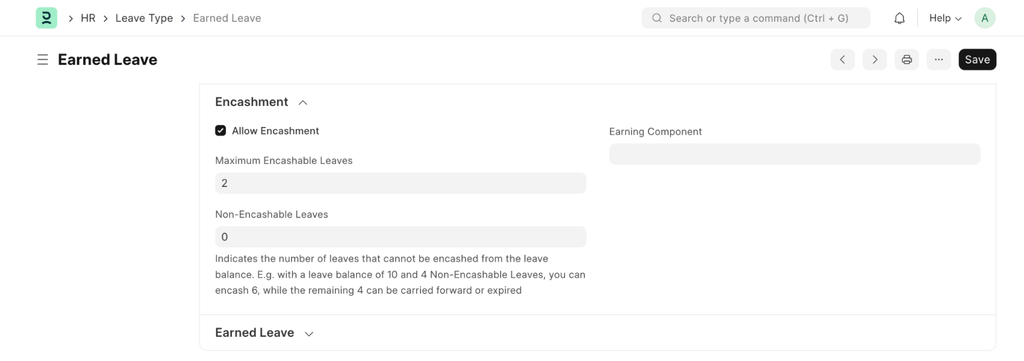 HR
Leave Type
Earned Leave
Search or type a command (Ctrl + G)
Help
A
Earned Leave
Save
Encashment
Allow Encashment
Earning Component
Maximum Encashable Leaves
2
Non-Encashable Leaves
0
Indicates the number of leaves that cannot be encashed from the leave
balance. E.g. with a leave balance of 10 and 4 Non-Encashable Leaves, you can
encash 6, while the remaining 4 can be carried forward or expired
Earned Leave